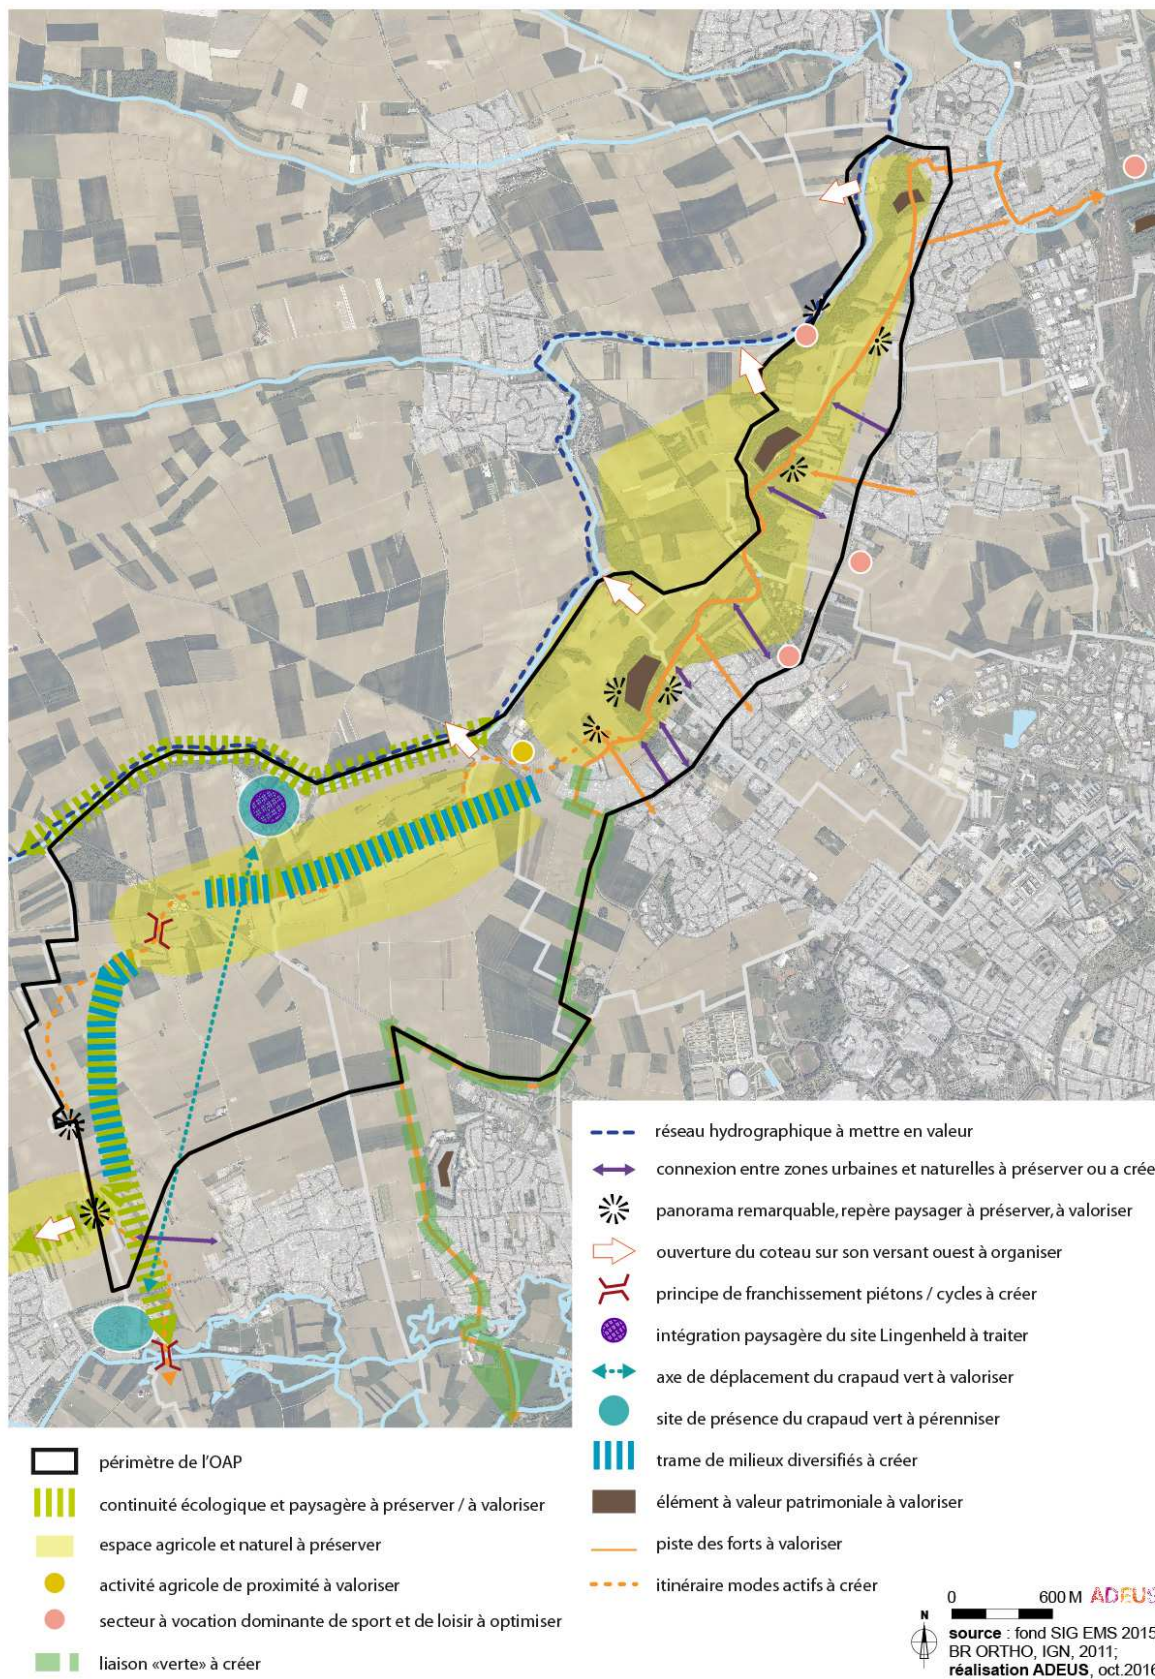 réseau hydrographique à mettre en valeur
connexion entre zones urbaines et naturelles à préserver ou a crée
panorama remarquable, repère paysager à préserver, à valoriser
ouverture du coteau sur son versant ouest à organiser
principe de franchissement piétons / cycles à créer
intégration paysagère du site Lingenheld à traiter
axe de déplacement du crapaud vert à valoriser
site de présence du crapaud vert à pérenniser
trame de milieux diversifiés à créer
élément à valeur patrimoniale à valoriser
piste des forts à valoriser
itinéraire modes actifs à créer
périmètre de l'OAP
continuité écologique et paysagère à préserver / à valoriser
espace agricole et naturel à préserver
activité agricole de proximité à valoriser
secteur à vocation dominante de sport et de loisir à optimiser
liaison «verte» à créer
0 600 M ADEUS
N
source : fond SIG EMS 2015
BR ORTHO, IGN, 2011;
réalisation ADEUS, oct.2016